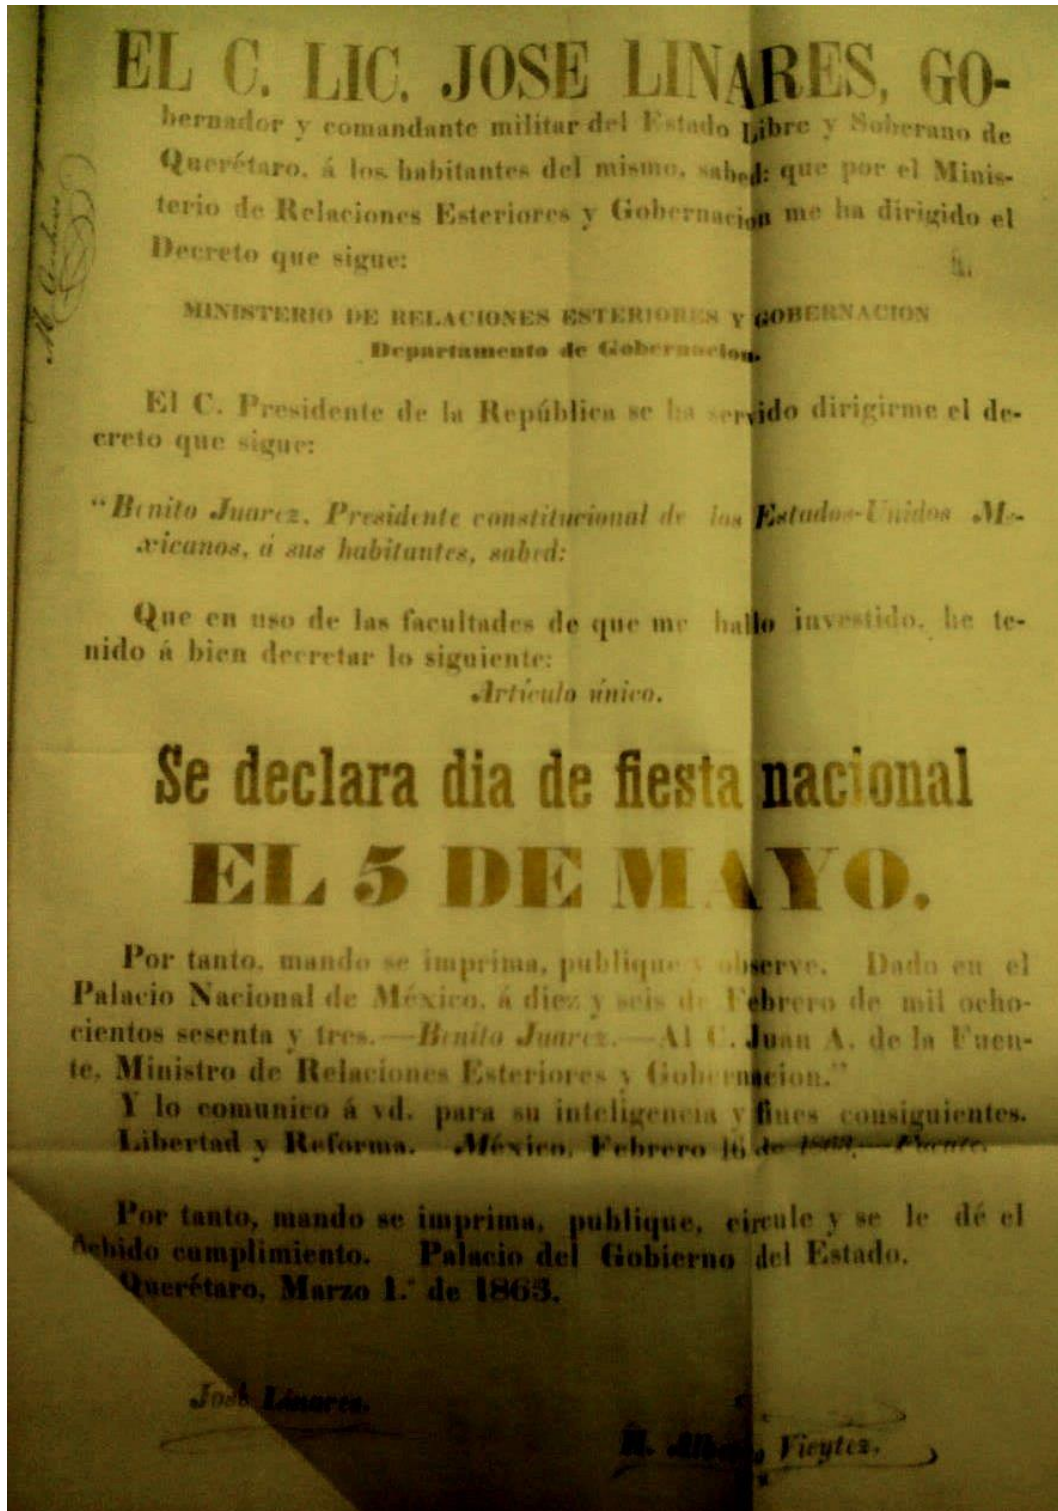 EL C. LIC. JOSE LINARES, GO-
bernador y comandante militar del Estado Libre y Soberano de
Querétaro, á los habitantes del mismo, sabed: que por el Minis-
terio de Relaciones Esteriores y Gobernacion me ha dirigido el
Decreto que sigue:
MINISTERIO DE RELACIONES ESTERIORES Y GOBERNACION
Departamento de Gobernacion.
El C. Presidente de la República se ha servido dirigirme el de-
creto que sigue:
“Benito Juarez, Presidente constitucional de los Estados-Unidos Me-
xicanos, á sus habitantes, sabed:
Que en uso de las facultades de que me hallo investido, he te-
nido á bien decretar lo siguiente:
Artículo único.
Se declara dia de fiesta nacional
EL 5 DE MAYO.
Por tanto, mando se imprima, publique y observe. Dado en el
Palacio Nacional de México, á diez y seis de Febrero de mil ocho-
cientos sesenta y tres.—Benito Juarez.—Al C. Juan A. de la Fuen-
te, Ministro de Relaciones Esteriores y Gobernacion.”
Y lo comunico á vd. para su inteligencia y fines consiguientes.
Libertad y Reforma. México, Febrero 16 de 1863.—Fuente.
Por tanto, mando se imprima, publique, circule y se le dé el
debido cumplimiento. Palacio del Gobierno del Estado.
Querétaro, Marzo 1.° de 1863.
José Linares.
Vieytez.